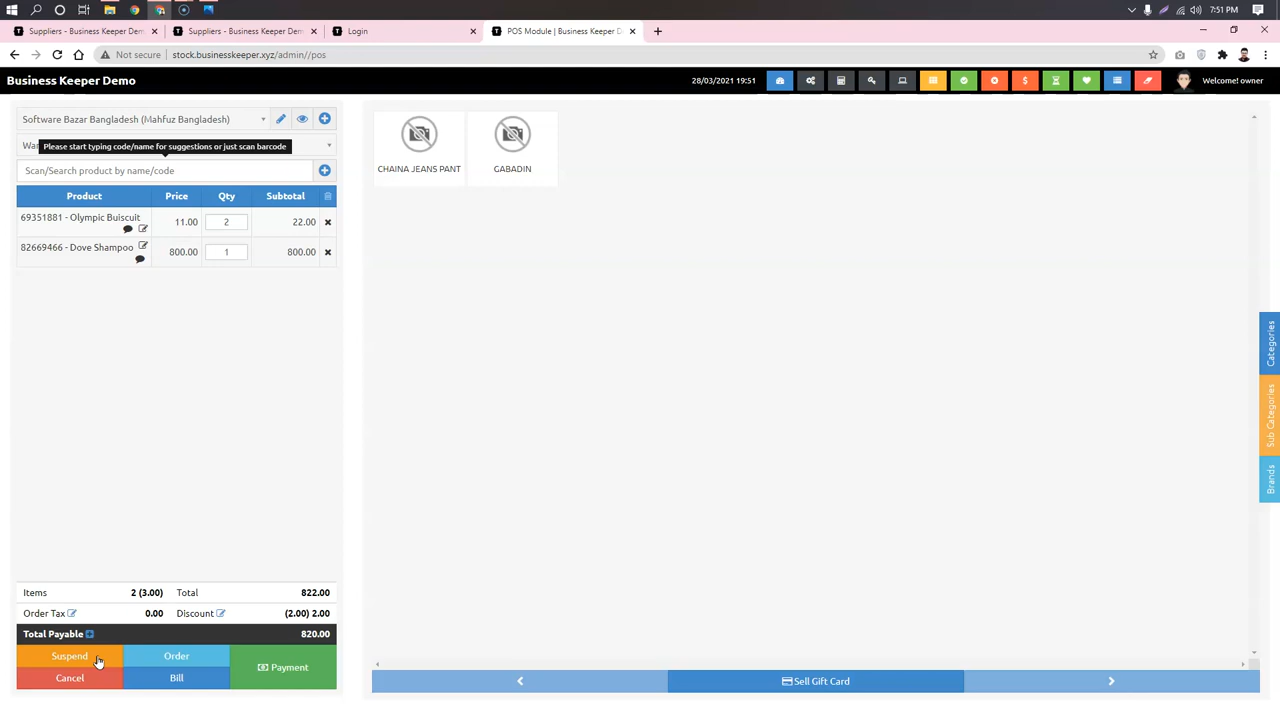 7:51 PM
Suppliers - Business Keeper Dem
Suppliers - Business Keeper Dem
Login
POS Module | Business Keeper D
Not secure
stock.businesskeeper.xyz/admin//pos
Business Keeper Demo
28/03/2021 19:51
Welcome! owner
Software Bazar Bangladesh (Mahfuz Bangladesh)
Please start typing code/name for suggestions or just scan barcode
Scan/Search product by name/code
Product Price Qty Subtotal
69351881 - Olympic Buiscuit 11.00 2 22.00
82669466 - Dove Shampoo 800.00 1 800.00
CHAINA JEANS PANT
GABADIN
Categories
Sub Categories
Brands
Items 2 (3.00) Total 822.00
Order Tax 0.00 Discount (2.00) 2.00
Total Payable 820.00
Suspend
Order
Payment
Cancel
Bill
Sell Gift Card